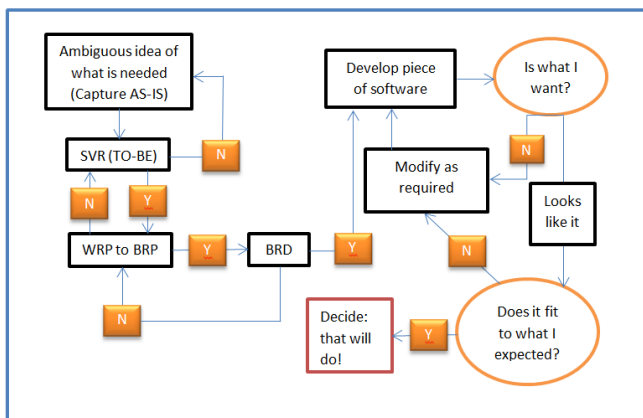 Ambiguous idea of
what is needed
(Capture AS-IS)
N
SVR (TO-BE)
N
Y
WRP to BRP
Y
BRD
Y
N
Develop piece
of software
Is what I
want?
N
Modify as
required
Looks
like it
N
Does it fit
to what I
expected?
Y
Decide:
that will
do!